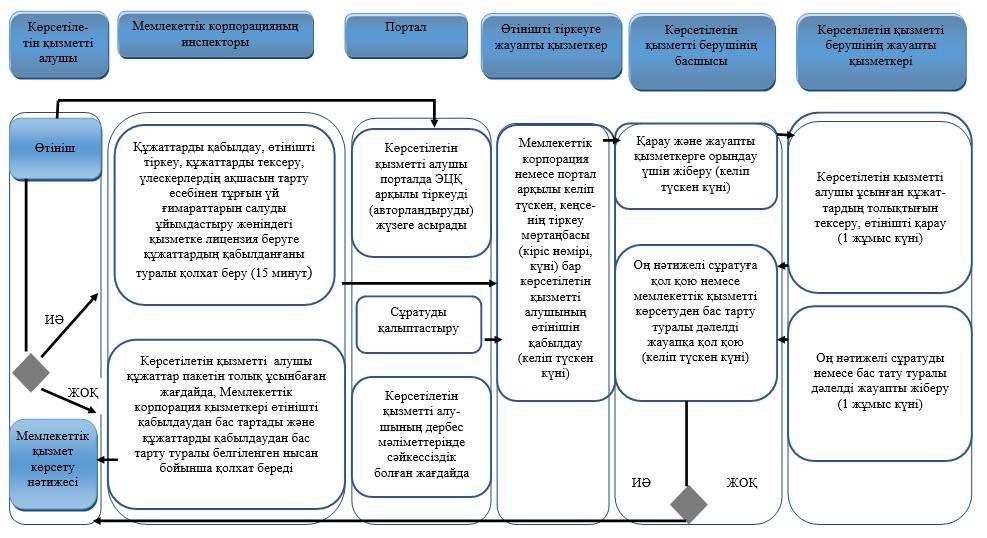 Көрсетіле-
тін қызметті
алушы
Мемлекеттік корпорацияның
инспекторы
Портал
Өтінішті тіркеуге
жауапты қызметкер
Көрсетілетін
қызметті берушінің
басшысы
Көрсетілетін қызметті
берушінің жауапты
қызметкері
Өтініш
Құжаттарды қабылдау, өтінішті
тіркеу, құжаттарды тексеру,
үлескерлердің ақшасын тарту
есебінен тұрғын үй
ғимараттарын салуды
ұйымдастыру жөніндегі
қызметке лицензия беруге
құжаттардың қабылданғаны
туралы қолхат беру (15 минут)
Көрсетілетін
қызметті алушы
порталда ЭЦҚ
арқылы тіркеуді
(авторландыруды)
жүзеге асырады
Мемлекеттік
корпорация
немесе портал
арқылы келіп
түскен, кеңсе-
нің тіркеу
мөртаңбасы
(кіріс нөмірі,
күні) бар
көрсетілетін
қызметті
алушының
өтінішін
қабылдау
(келіп түскен
күні)
Қарау және жауапты
қызметкерге орындау
үшін жіберу (келіп
түскен күні)
Көрсетілетін қызметті
алушы ұсынған құжат-
тардың толықтығын
тексеру, өтінішті қарау
(1 жұмыс күні)
Сұратуды
қалыптастыру
Оң нәтижелі сұратуға
қол қою немесе
мемлекеттік қызметті
көрсетуден бас тарту
туралы дәлелді
жауапқа қол қою
(келіп түскен күні)
ИӘ
ЖОҚ
Көрсетілетін қызметті  алушы
құжаттар пакетін толық ұсынбаған
жағдайда, Мемлекеттік
корпорация қызметкері өтінішті
қабылдаудан бас тартады және
құжаттарды қабылдаудан бас
тарту туралы белгіленген нысан
бойынша қолхат береді
Көрсетілетін
қызметті алу-
шының дербес
мәліметтерінде
сәйкессіздік
болған жағдайда
Оң нәтижелі сұратуды
немесе бас тату туралы
дәлелді жауапты жіберу
(1 жұмыс күні)
Мемлекеттік
қызмет
көрсету
нәтижесі
ИӘ
ЖОҚ